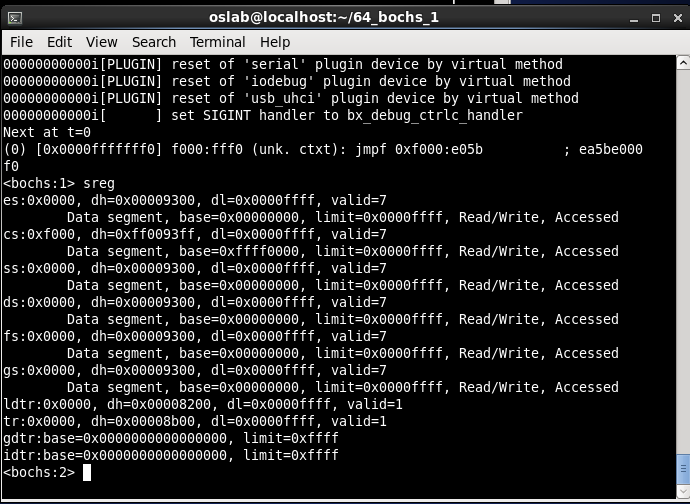 oslab@localhost:~/64_bochs_1
File Edit View Search Terminal Help
00000000000i[PLUGIN] reset of 'serial' plugin device by virtual method
00000000000i[PLUGIN] reset of 'iodebug' plugin device by virtual method
00000000000i[PLUGIN] reset of 'usb_uhci' plugin device by virtual method
00000000000i[      ] set SIGINT handler to bx_debug_ctrlc_handler
Next at t=0
(0) [0x0000fffffff0] f000:fff0 (unk. ctxt): jmpf 0xf000:e05b          ; ea5be000
f0
<bochs:1> sreg
es:0x0000, dh=0x00009300, dl=0x0000ffff, valid=7
        Data segment, base=0x00000000, limit=0x0000ffff, Read/Write, Accessed
cs:0xf000, dh=0xff0093ff, dl=0x0000ffff, valid=7
        Data segment, base=0xffff0000, limit=0x0000ffff, Read/Write, Accessed
ss:0x0000, dh=0x00009300, dl=0x0000ffff, valid=7
        Data segment, base=0x00000000, limit=0x0000ffff, Read/Write, Accessed
ds:0x0000, dh=0x00009300, dl=0x0000ffff, valid=7
        Data segment, base=0x00000000, limit=0x0000ffff, Read/Write, Accessed
fs:0x0000, dh=0x00009300, dl=0x0000ffff, valid=7
        Data segment, base=0x00000000, limit=0x0000ffff, Read/Write, Accessed
gs:0x0000, dh=0x00009300, dl=0x0000ffff, valid=7
        Data segment, base=0x00000000, limit=0x0000ffff, Read/Write, Accessed
ldtr:0x0000, dh=0x00008200, dl=0x0000ffff, valid=1
tr:0x0000, dh=0x00008b00, dl=0x0000ffff, valid=1
gdtr:base=0x0000000000000000, limit=0xffff
idtr:base=0x0000000000000000, limit=0xffff
<bochs:2>